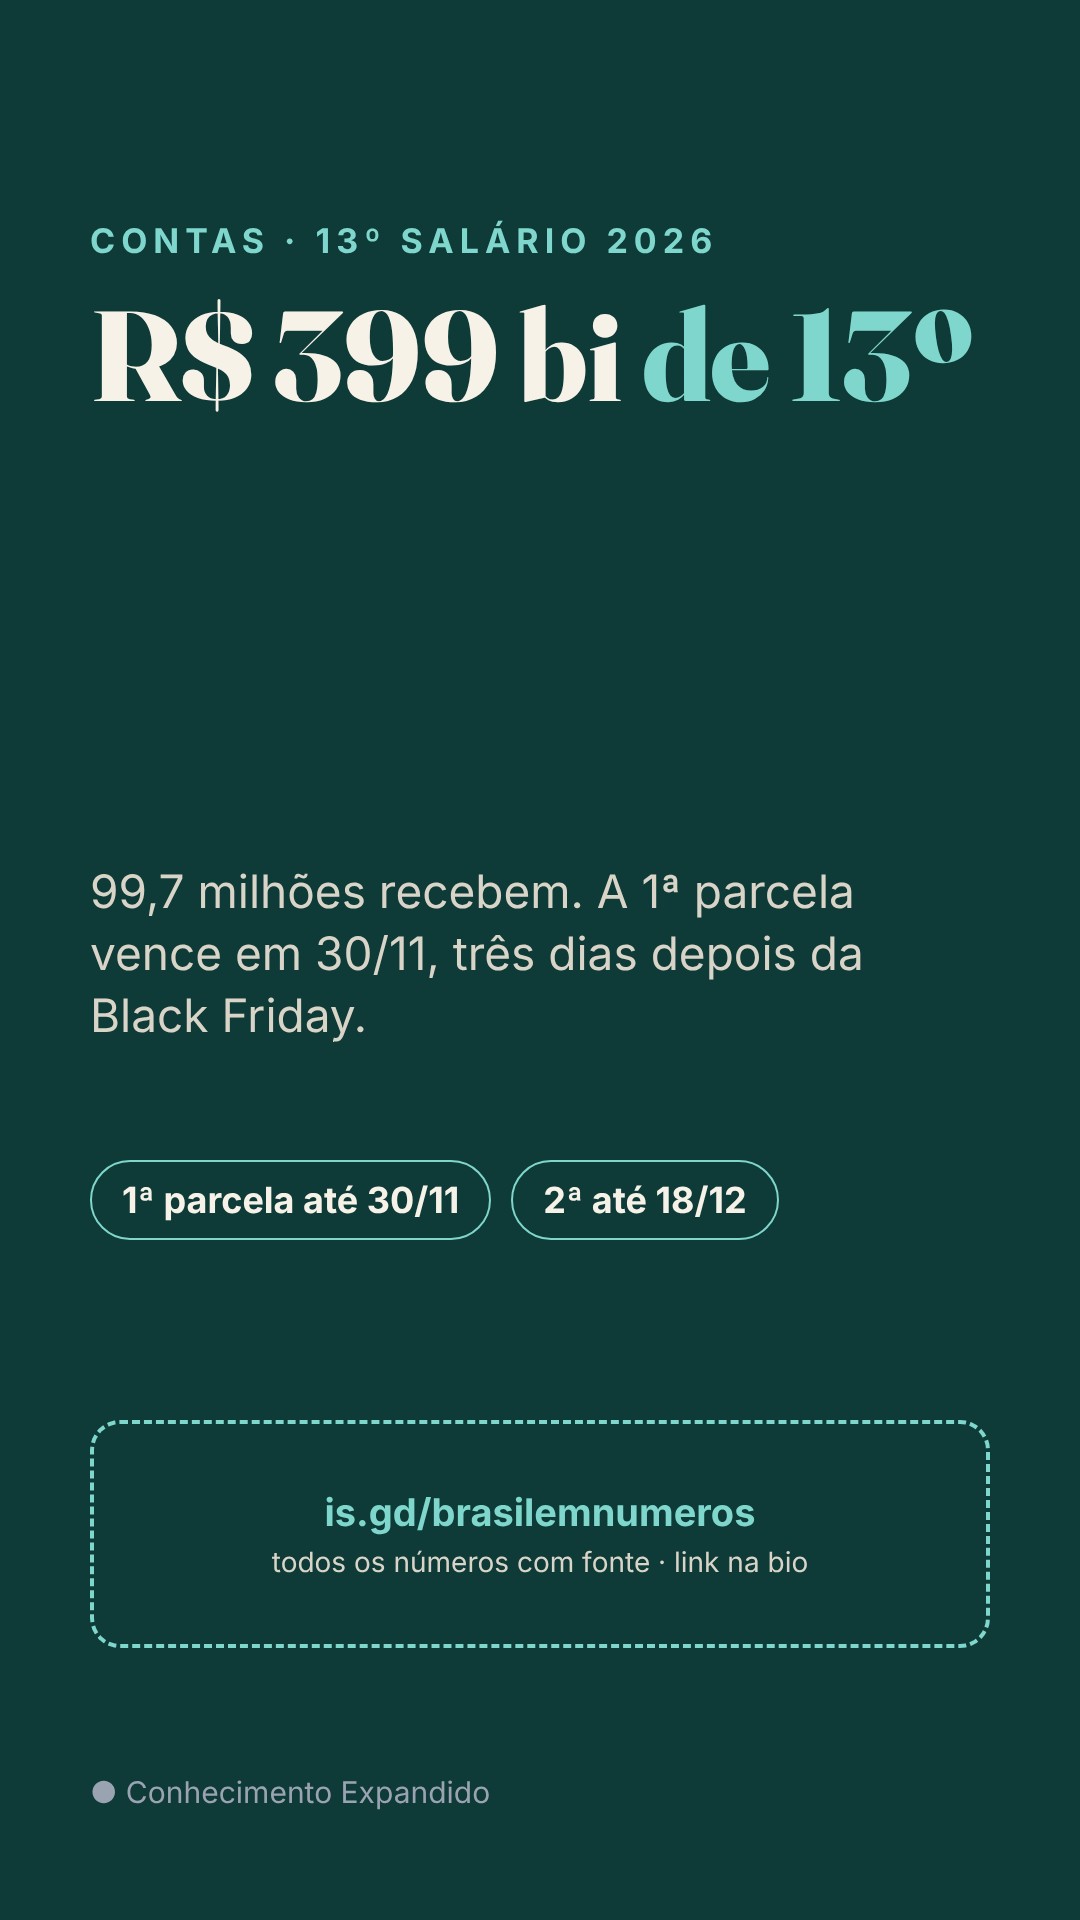 CONTAS · 13º SALÁRIO 2026
R$ 399 bi de 13º
99,7 milhões recebem. A 1ª parcela
vence em 30/11, três dias depois da
Black Friday.
1ª parcela até 30/11
2ª até 18/12
is.gd/brasilemnumeros
todos os números com fonte · link na bio
Conhecimento Expandido